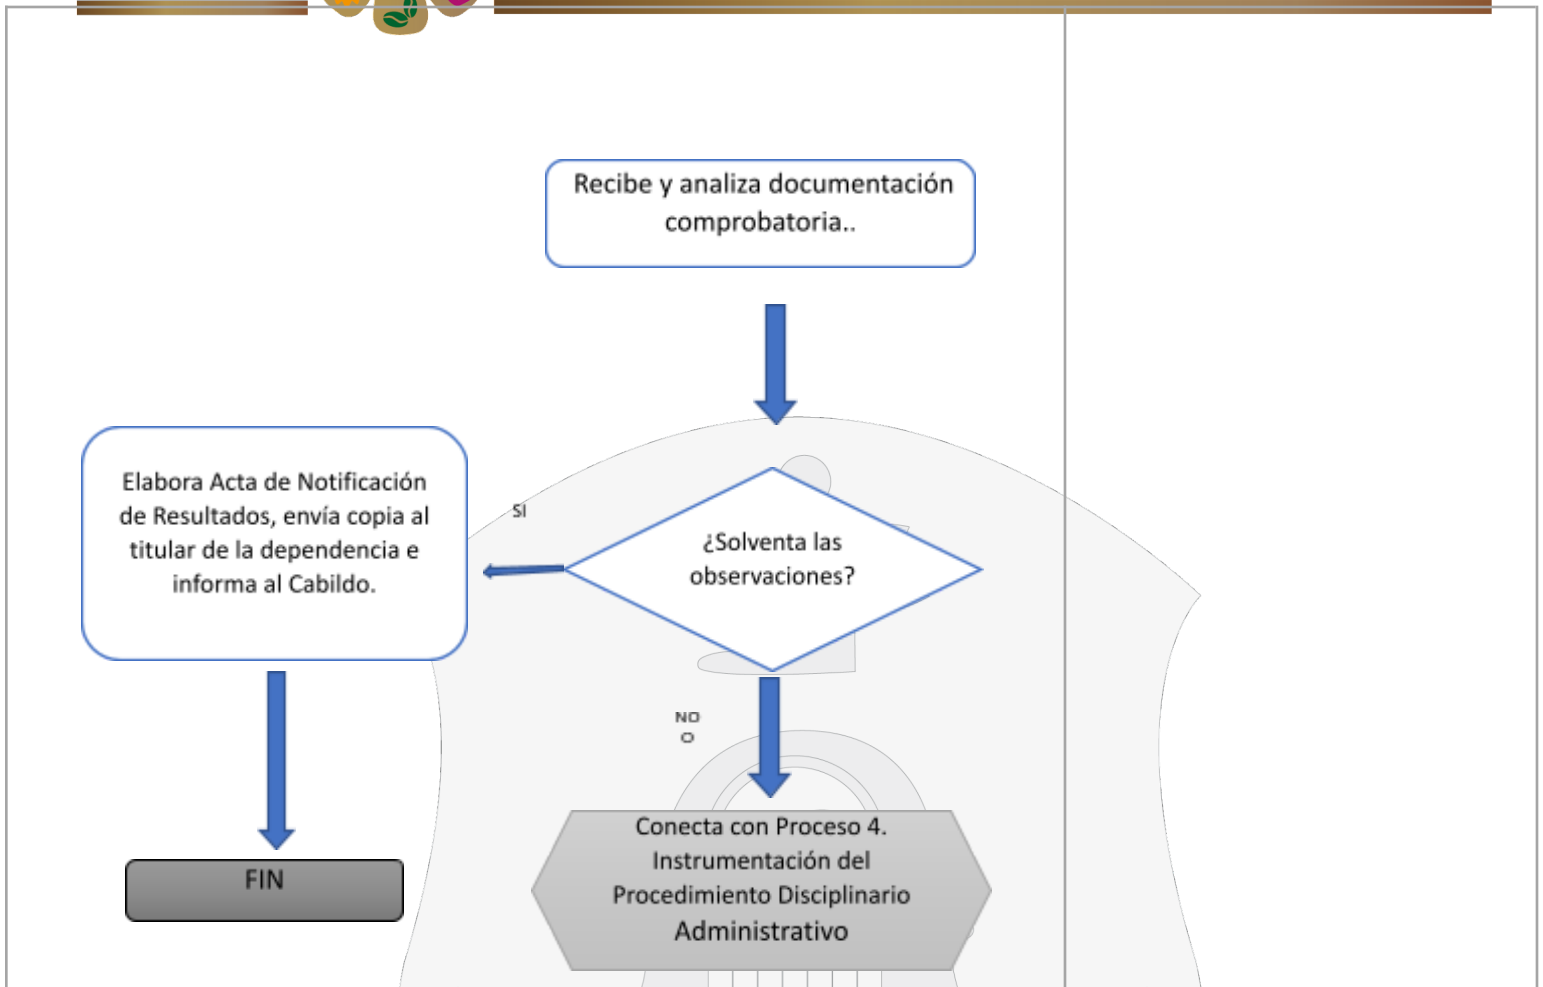 Recibe y analiza documentación
comprobatoria..
Elabora Acta de Notificación
de Resultados, envía copia al
titular de la dependencia e
informa al Cabildo.
SI
¿Solventa las
observaciones?
NO
O
Conecta con Proceso 4.
Instrumentación del
Procedimiento Disciplinario
Administrativo
FIN